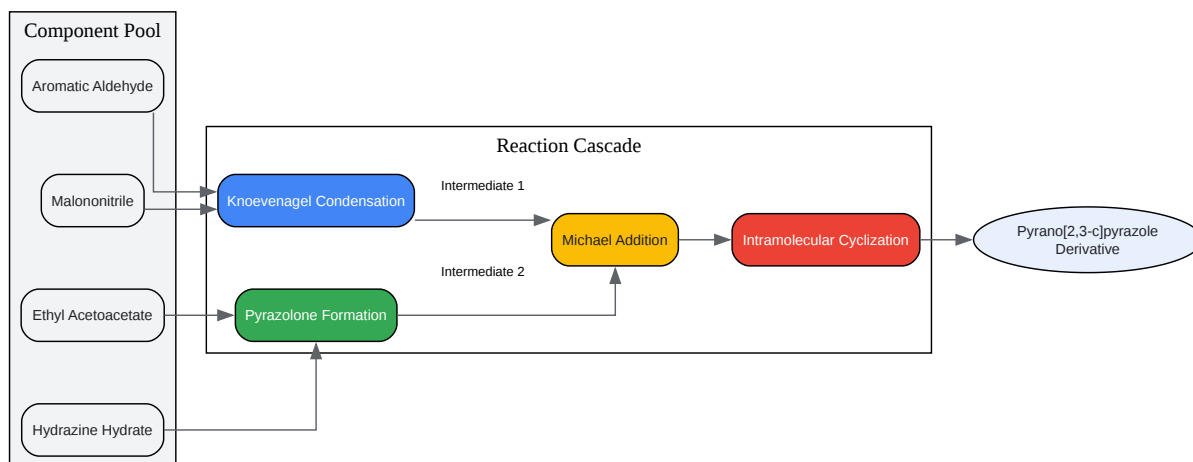 Component Pool
Aromatic Aldehyde
Malononitrile
Ethyl Acetoacetate
Hydrazine Hydrate
Reaction Cascade
Knoevenagel Condensation
Intermediate 1
Pyrazolone Formation
Intermediate 2
Michael Addition
Intramolecular Cyclization
Pyrano[2,3-c]pyrazole
Derivative